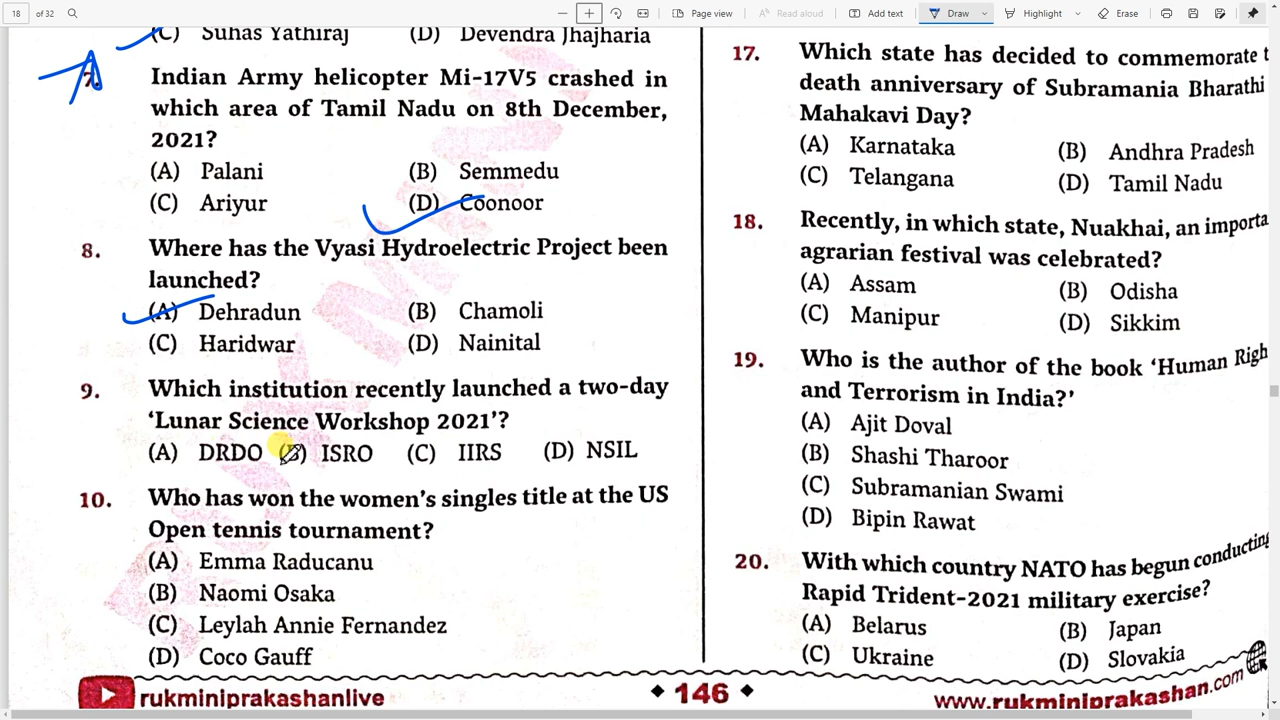 18 of 32
Page view
Read aloud
Add text
Draw
Highlight
Erase
(C) Suhas Yathiraj (D) Devendra Jhajharia
7. Indian Army helicopter Mi-17V5 crashed in
which area of Tamil Nadu on 8th December,
2021?
(A) Palani (B) Semmedu
(C) Ariyur (D) Coonoor
8. Where has the Vyasi Hydroelectric Project been
launched?
(A) Dehradun (B) Chamoli
(C) Haridwar (D) Nainital
9. Which institution recently launched a two-day
‘Lunar Science Workshop 2021’?
(A) DRDO (B) ISRO (C) IIRS (D) NSIL
10. Who has won the women’s singles title at the US
Open tennis tournament?
(A) Emma Raducanu
(B) Naomi Osaka
(C) Leylah Annie Fernandez
(D) Coco Gauff
17. Which state has decided to commemorate t
death anniversary of Subramania Bharathi
Mahakavi Day?
(A) Karnataka (B) Andhra Pradesh
(C) Telangana (D) Tamil Nadu
18. Recently, in which state, Nuakhai, an importa
agrarian festival was celebrated?
(A) Assam (B) Odisha
(C) Manipur (D) Sikkim
19. Who is the author of the book ‘Human Righ
and Terrorism in India?’
(A) Ajit Doval
(B) Shashi Tharoor
(C) Subramanian Swami
(D) Bipin Rawat
20. With which country NATO has begun conducting
Rapid Trident-2021 military exercise?
(A) Belarus (B) Japan
(C) Ukraine (D) Slovakia
rukminiprakashanlive
146
www.rukminiprakashan.com